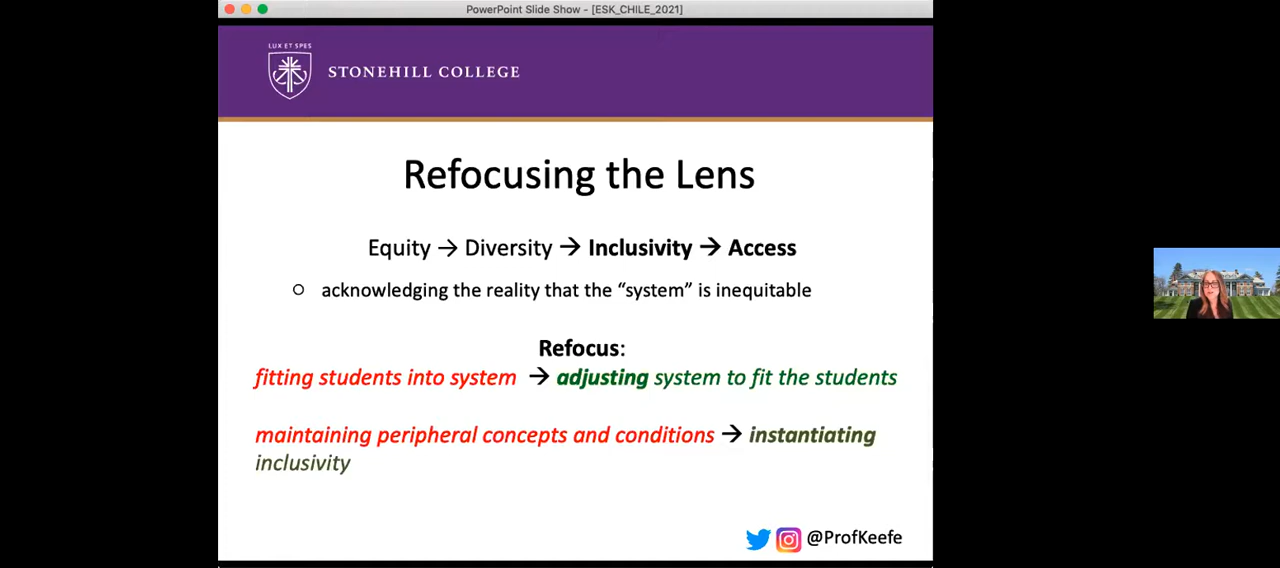 PowerPoint Slide Show - [ESK_CHILE_2021]
LUX ET SPES
STONEHILL COLLEGE
Refocusing the Lens
Equity → Diversity → Inclusivity → Access
○ acknowledging the reality that the “system” is inequitable
Refocus:
fitting students into system → adjusting system to fit the students
maintaining peripheral concepts and conditions → instantiating
inclusivity
@ProfKeefe